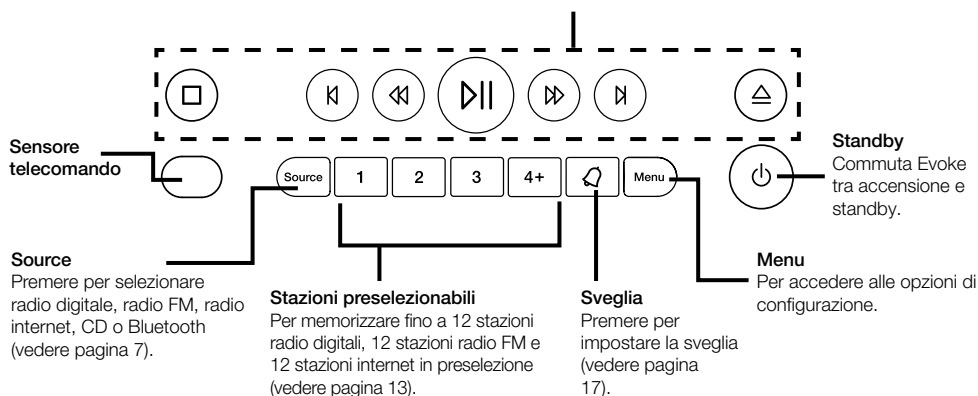 Sensore
telecomando
Source
1
2
3
4+
Menu
Standby
Commuta Evoke
tra accensione e
standby.
Source
Premere per selezionare
radio digitale, radio FM, radio
internet, CD o Bluetooth
(vedere pagina 7).
Stazioni preselezionabili
Per memorizzare fino a 12 stazioni
radio digitali, 12 stazioni radio FM e
12 stazioni internet in preselezione
(vedere pagina 13).
Sveglia
Premere per
impostare la sveglia
(vedere pagina
17).
Menu
Per accedere alle opzioni di
configurazione.